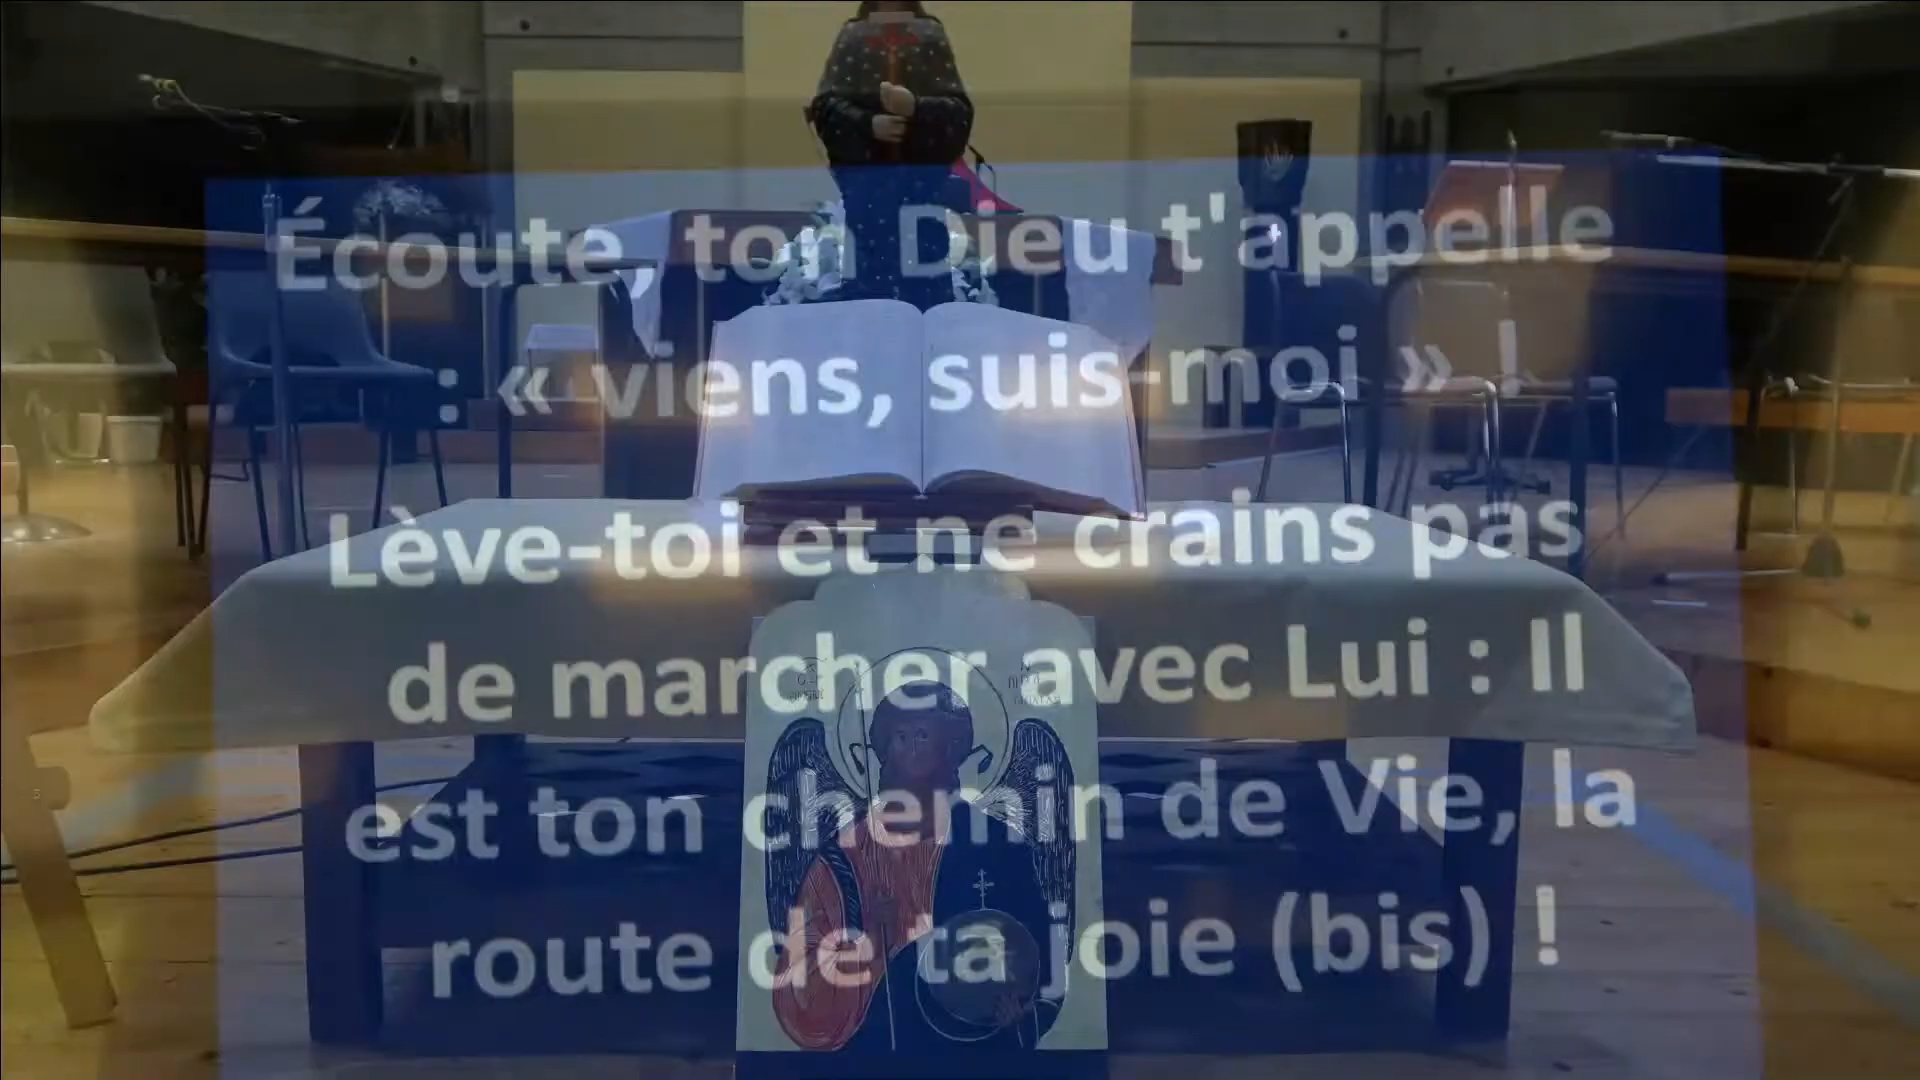 Écoute, ton Dieu t'appelle
: « viens, suis-moi » !
Lève-toi et ne crains pas
de marcher avec Lui : Il
est ton chemin de Vie, la
route de ta joie (bis) !